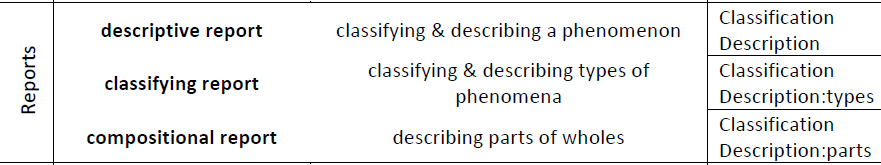 Reports
descriptive report
classifying & describing a phenomenon
Classification
Description
classifying report
classifying & describing types of
phenomena
Classification
Description:types
compositional report
describing parts of wholes
Classification
Description:parts